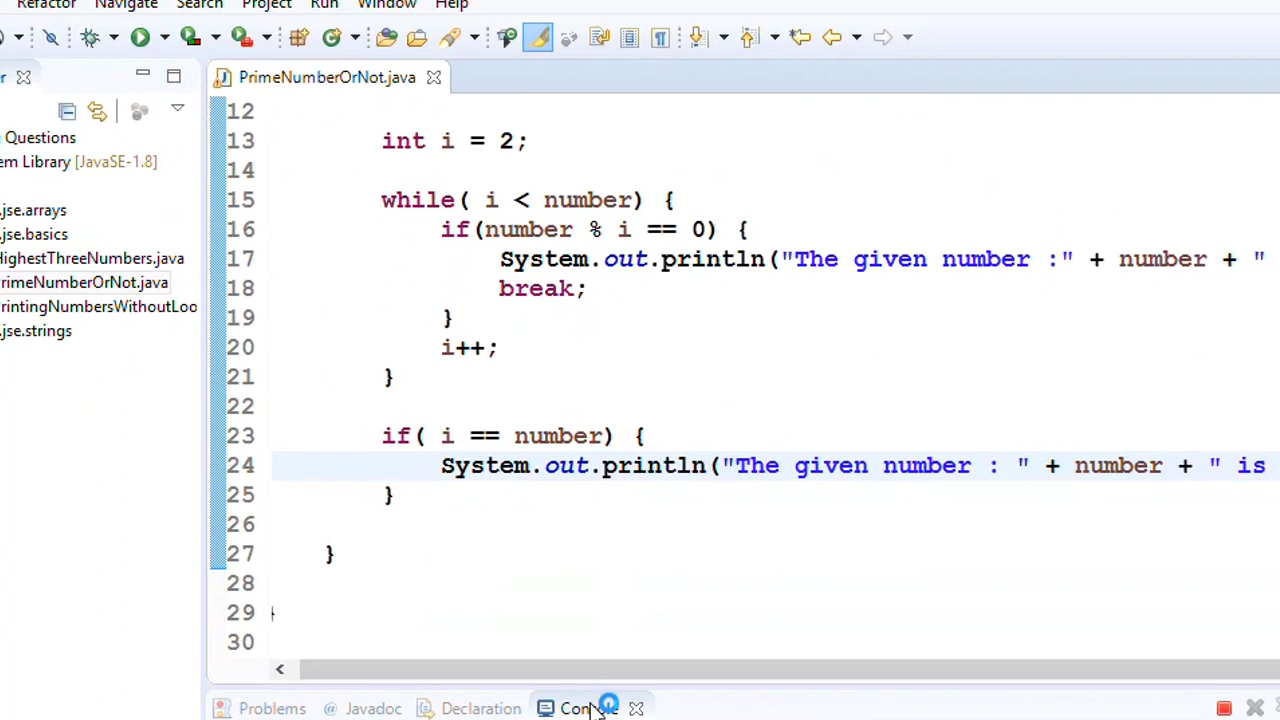 Refactor Navigate Search Project Run Window Help
PrimeNumberOrNot.java
Questions
em Library [JavaSE-1.8]
.jse.arrays
.jse.basics
HighestThreeNumbers.java
rimeNumberOrNot.java
rintingNumbersWithoutLoo
.jse.strings
12
13 int i = 2;
14
15 while( i < number) {
16 if(number % i == 0) {
17 System.out.println("The given number :" + number + "
18 break;
19 }
20 i++;
21 }
22
23 if( i == number) {
24 System.out.println("The given number : " + number + " is
25 }
26
27 }
28
29 }
30
Problems @ Javadoc Declaration Console